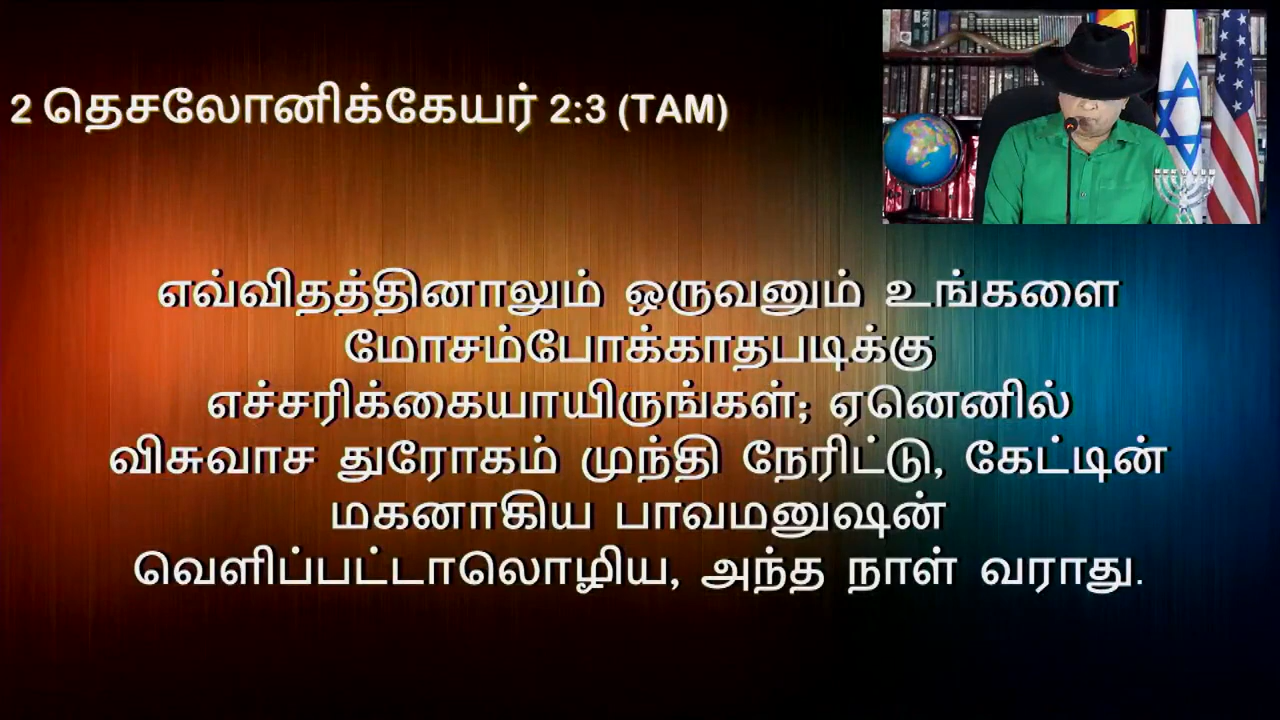 2 தெசலோனிக்கேயர் 2:3 (TAM)
எவ்விதத்தினாலும் ஒருவனும் உங்களை
மோசம்போக்காதபடிக்கு
எச்சரிக்கையாயிருங்கள்; ஏனெனில்
விசுவாச துரோகம் முந்தி நேரிட்டு, கேட்டின்
மகனாகிய பாவமனுஷன்
வெளிப்பட்டாலொழிய, அந்த நாள் வராது.